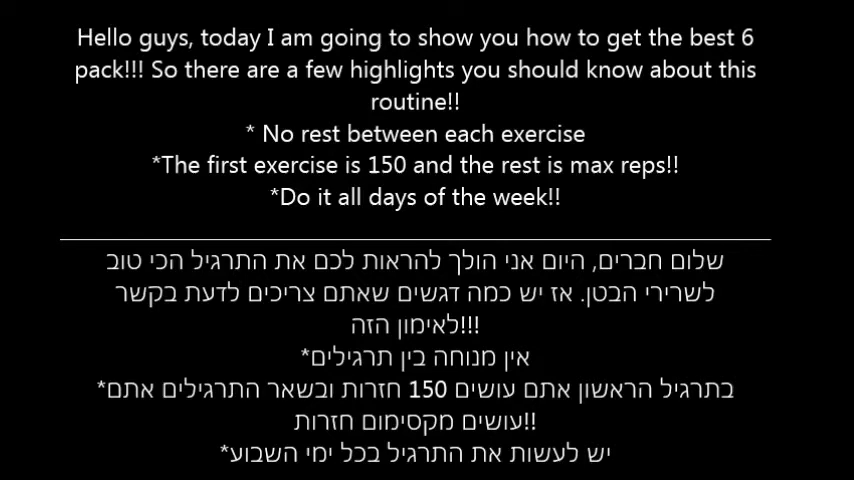 Hello guys, today I am going to show you how to get the best 6
pack!!! So there are a few highlights you should know about this
routine!!
* No rest between each exercise
*The first exercise is 150 and the rest is max reps!!
*Do it all days of the week!!
שלום חברים, היום אני הולך להראות לכם את התרגיל הכי טוב
לשרירי הבטן. אז יש כמה דגשים שאתם צריכים לדעת בקשר
לאימון הזה!!!
אין מנוחה בין תרגילים*
בתרגיל הראשון אתם עושים 150 חזרות ובשאר התרגילים אתם*
עושים מקסימום חזרות!!
יש לעשות את התרגיל בכל ימי השבוע*